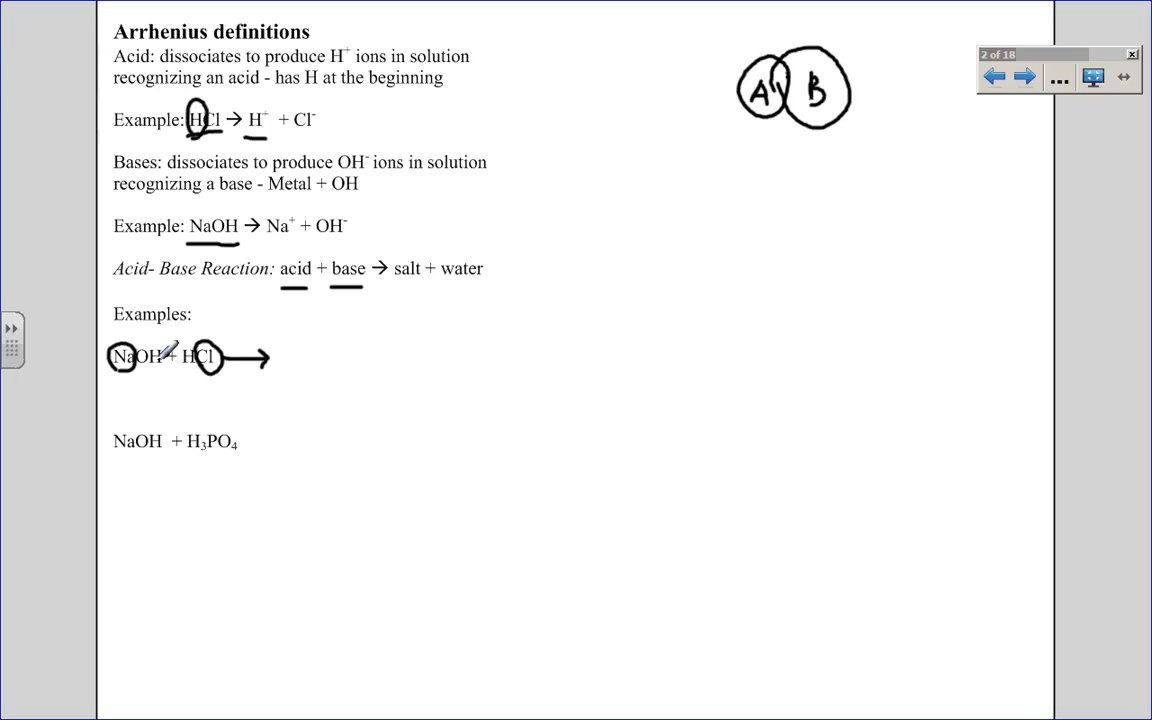 Arrhenius definitions
Acid: dissociates to produce H⁺ ions in solution
recognizing an acid - has H at the beginning
Example: HCl → H⁺ + Cl⁻
Bases: dissociates to produce OH⁻ ions in solution
recognizing a base - Metal + OH
Example: NaOH → Na⁺ + OH⁻
Acid- Base Reaction: acid + base → salt + water
Examples:
NaOH + HCl →
NaOH + H₃PO₄
A B
2 of 18
...